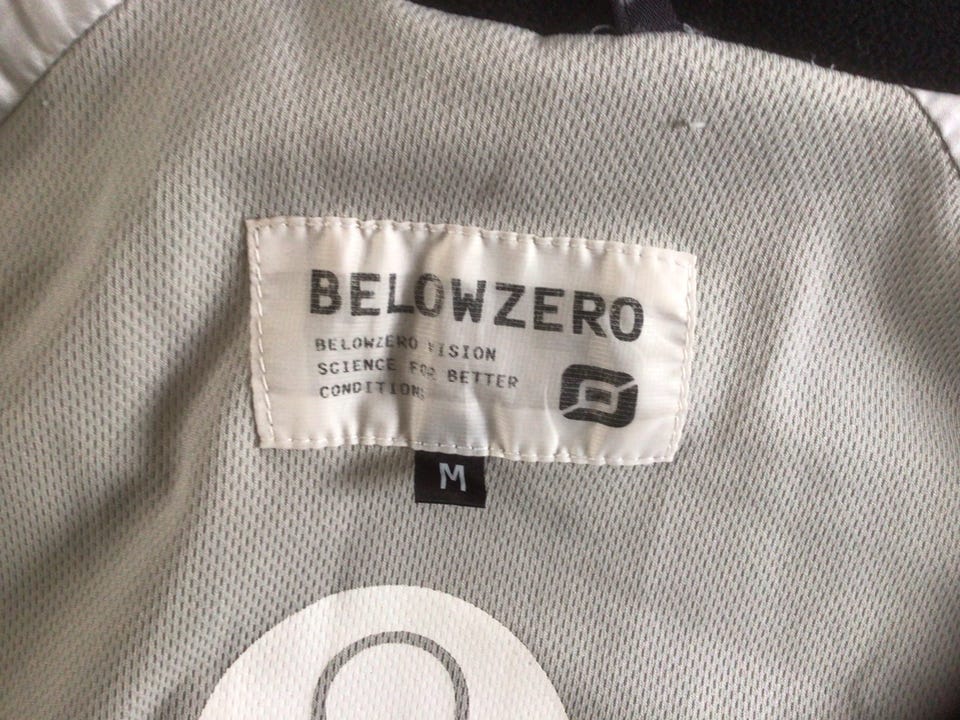 BELOWZERO
BELOWZERO VISION
SCIENCE FOR BETTER
CONDITIONS
M